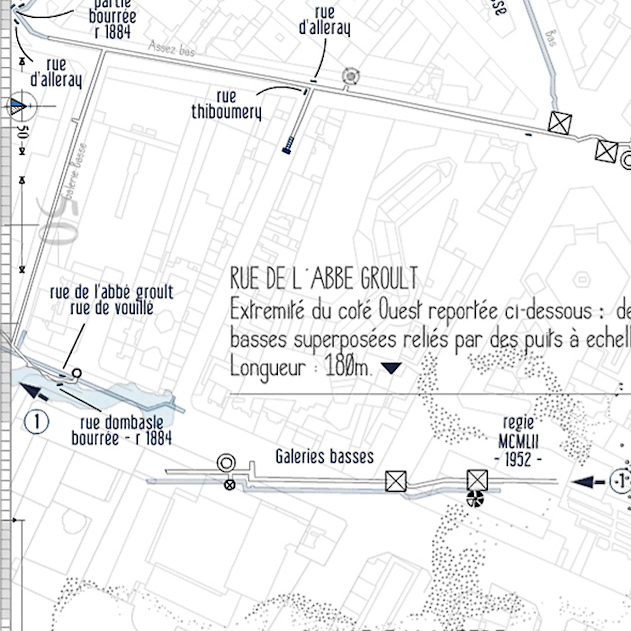 partie
bourrée
r 1884
rue
d'alleray
rue
d'alleray
Assez bas
rue
thiboumery
Bas
50
Galerie Basse
50
rue de l'abbé groult
rue de vouillé
RUE DE L'ABBE GROULT
Extremité du coté Ouest reportée ci-dessous : de
basses superposées reliés par des puits à echell
Longueur : 180m.
1
rue dombasle
bourrée - r 1884
Galeries basses
regie
MCMLII
- 1952 -
1